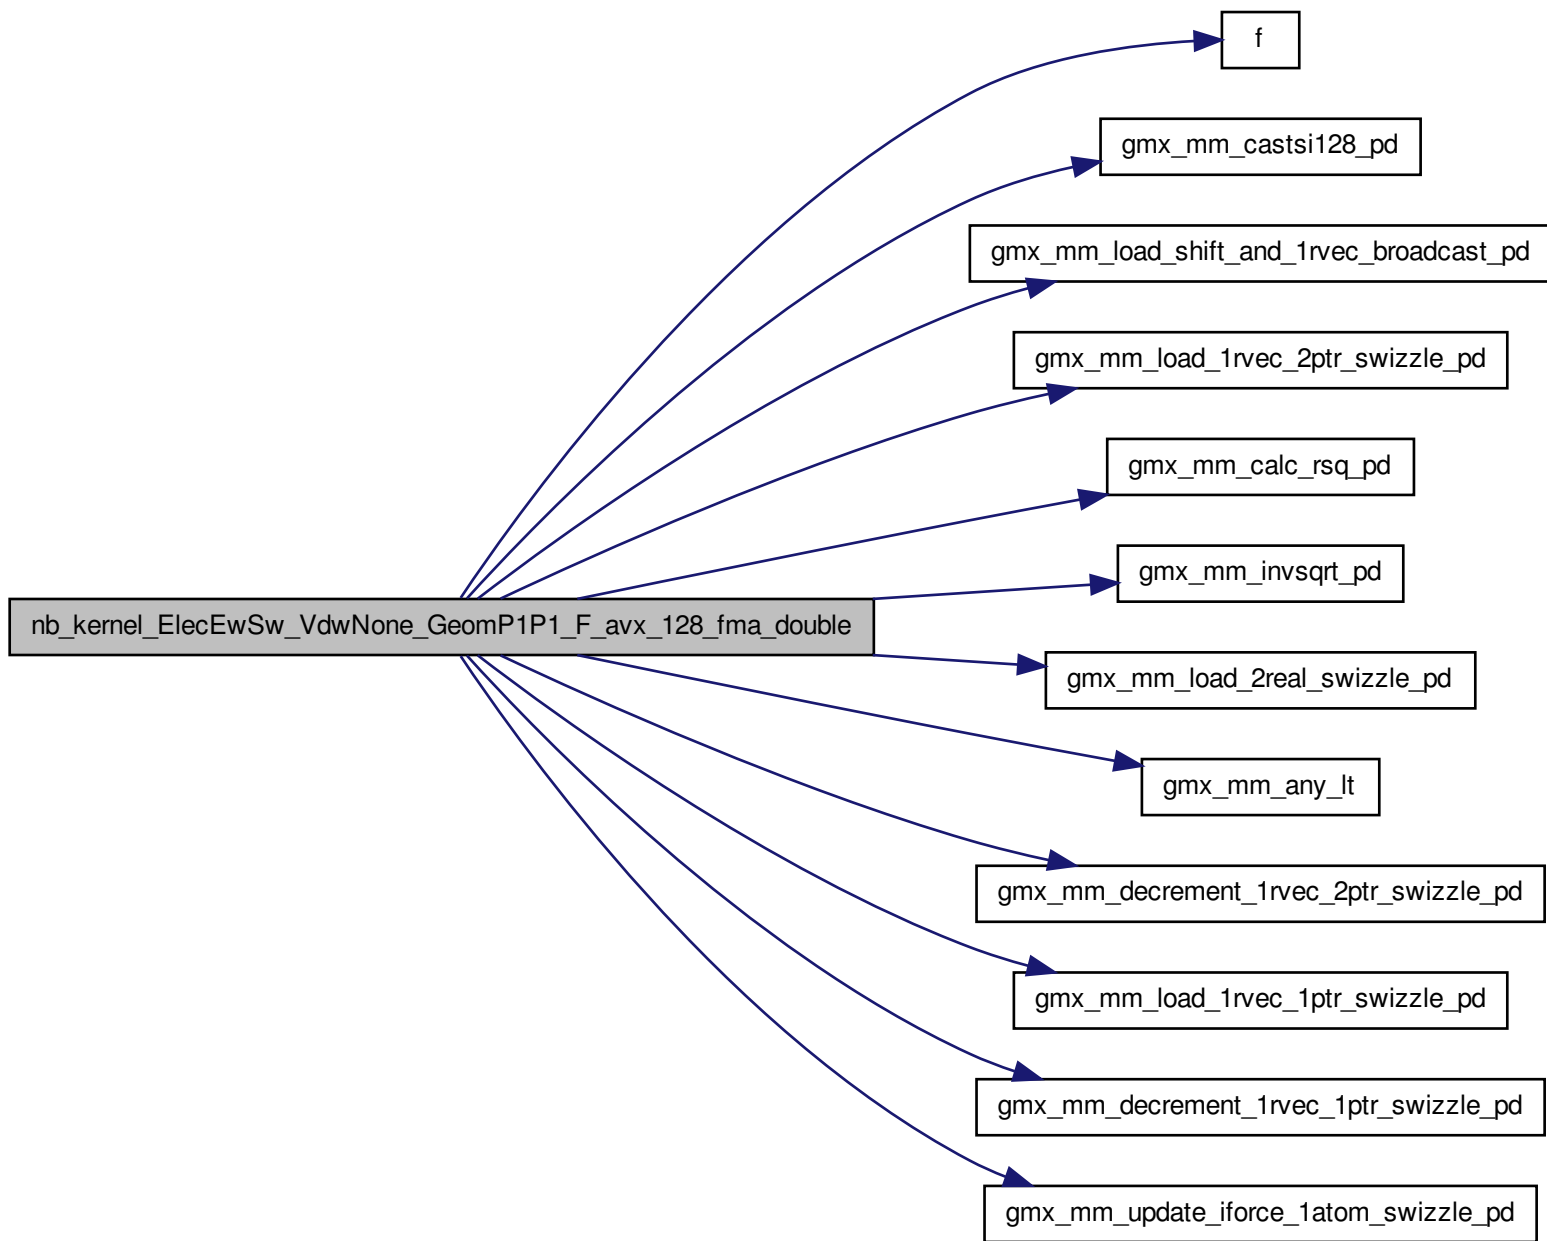 f
gmx_mm_castsi128_pd
gmx_mm_load_shift_and_1rvec_broadcast_pd
gmx_mm_load_1rvec_2ptr_swizzle_pd
gmx_mm_calc_rsq_pd
gmx_mm_invsqrt_pd
nb_kernel_ElecEwSw_VdwNone_GeomP1P1_F_avx_128_fma_double
gmx_mm_load_2real_swizzle_pd
gmx_mm_any_lt
gmx_mm_decrement_1rvec_2ptr_swizzle_pd
gmx_mm_load_1rvec_1ptr_swizzle_pd
gmx_mm_decrement_1rvec_1ptr_swizzle_pd
gmx_mm_update_iforce_1atom_swizzle_pd